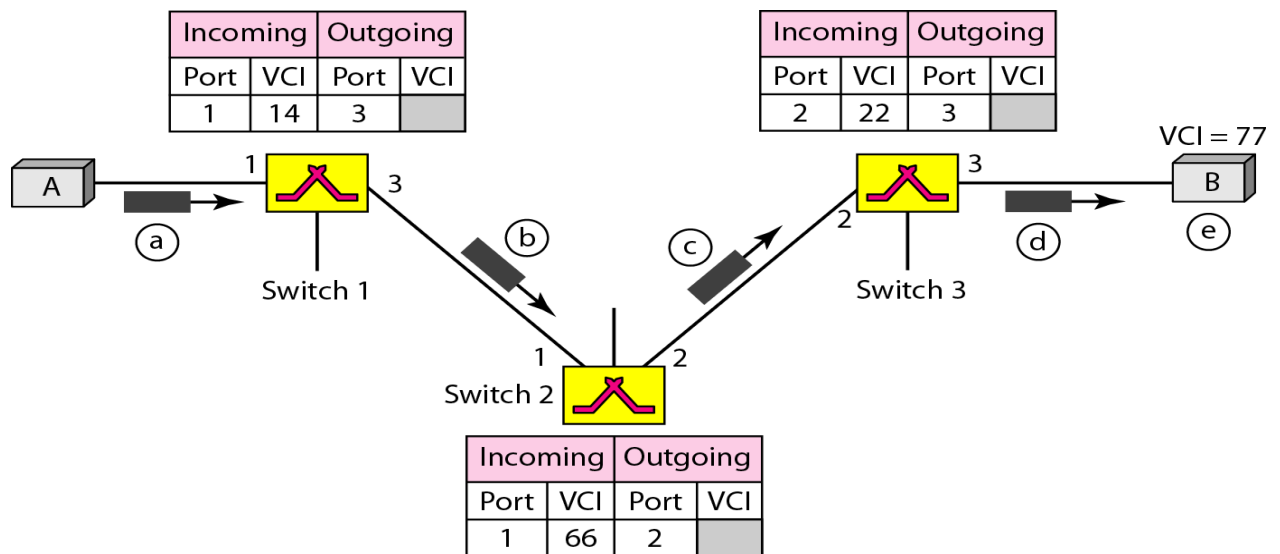 Incoming Outgoing
Port VCI Port VCI
1 14 3
Incoming Outgoing
Port VCI Port VCI
2 22 3
VCI = 77
A
1
3
a
b
Switch 1
c
2
3
B
d
e
Switch 3
1
2
Switch 2
Incoming Outgoing
Port VCI Port VCI
1 66 2